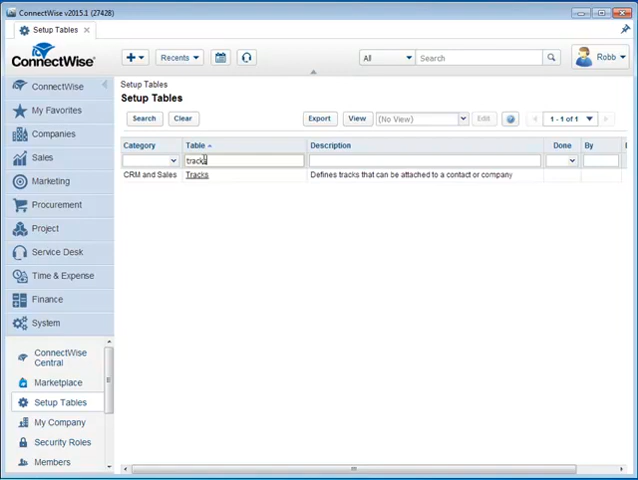 ConnectWise v2015.1 (27428)
Setup Tables
ConnectWise
Recents
All
Search
Robb
ConnectWise
My Favorites
Companies
Sales
Marketing
Procurement
Project
Service Desk
Time & Expense
Finance
System
ConnectWise
Central
Marketplace
Setup Tables
My Company
Security Roles
Members
Setup Tables
Setup Tables
Search Clear Export View (No View) Edit 1 - 1 of 1
Category Table Description Done By
tracks
CRM and Sales Tracks Defines tracks that can be attached to a contact or company